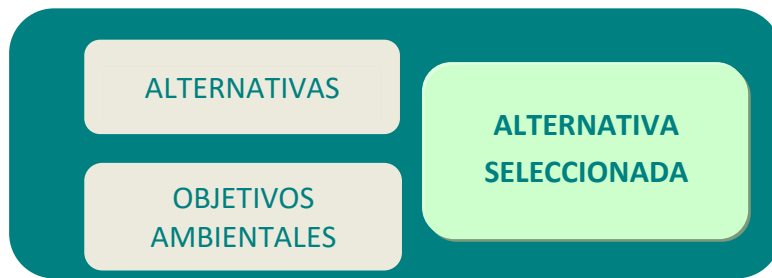 ALTERNATIVAS
OBJETIVOS
AMBIENTALES
ALTERNATIVA
SELECCIONADA